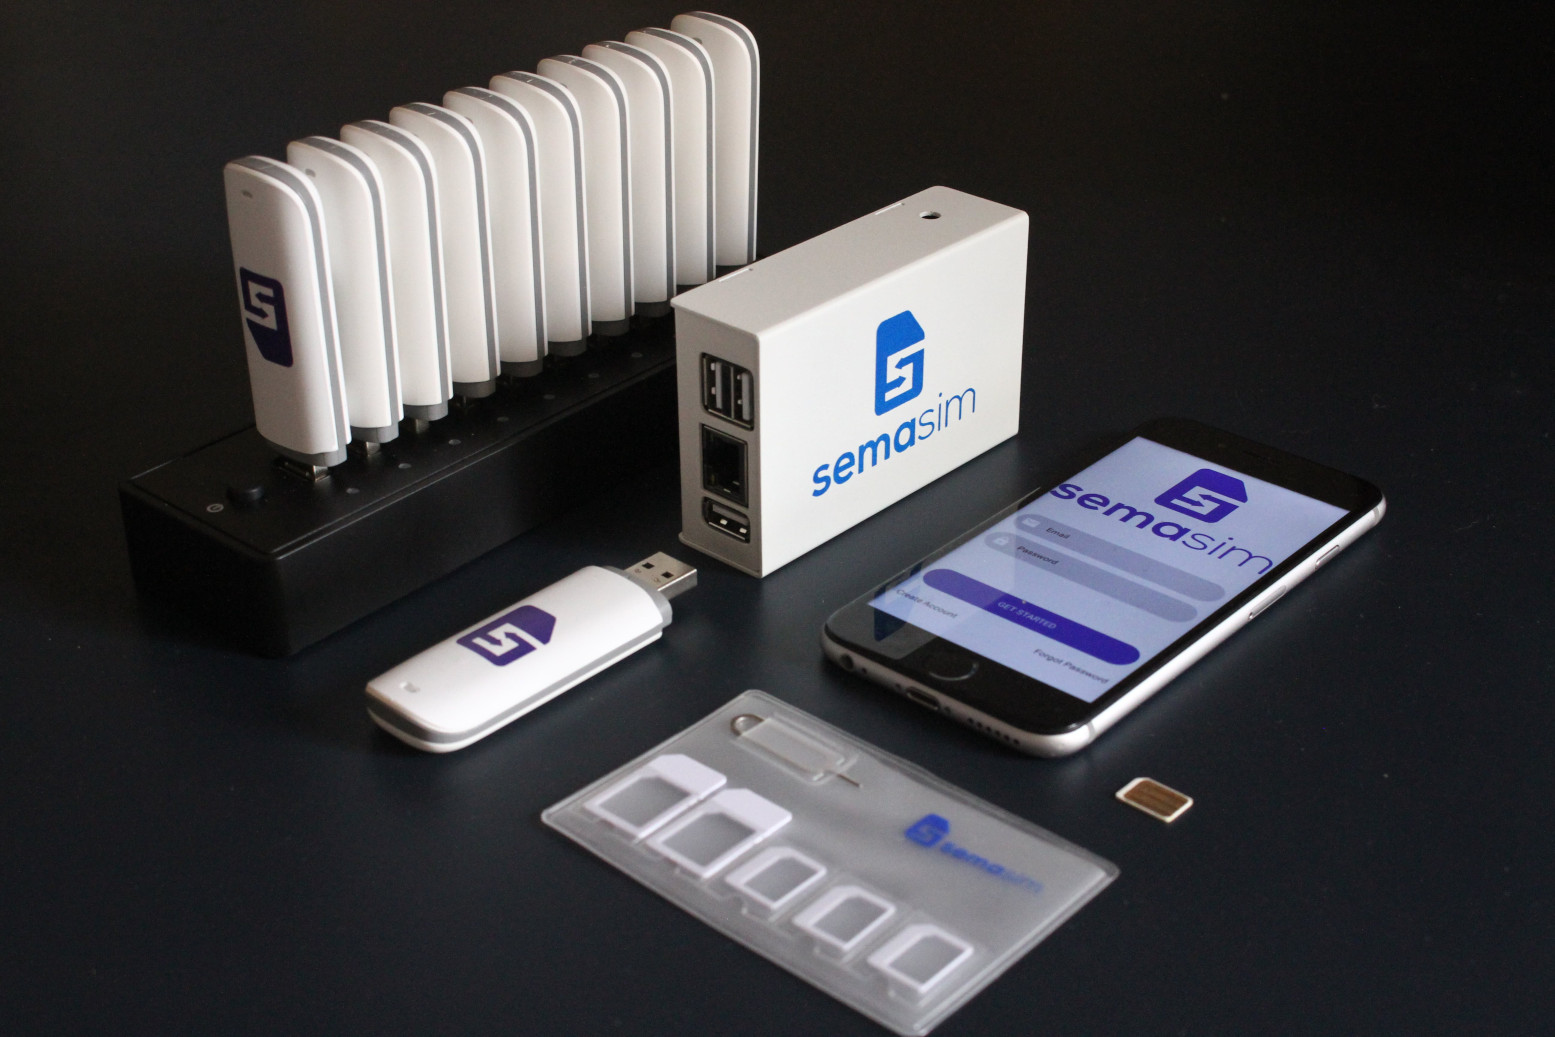 semasim
semasim
Email
Password
GET STARTED
Create Account
Forgot Password
semasim